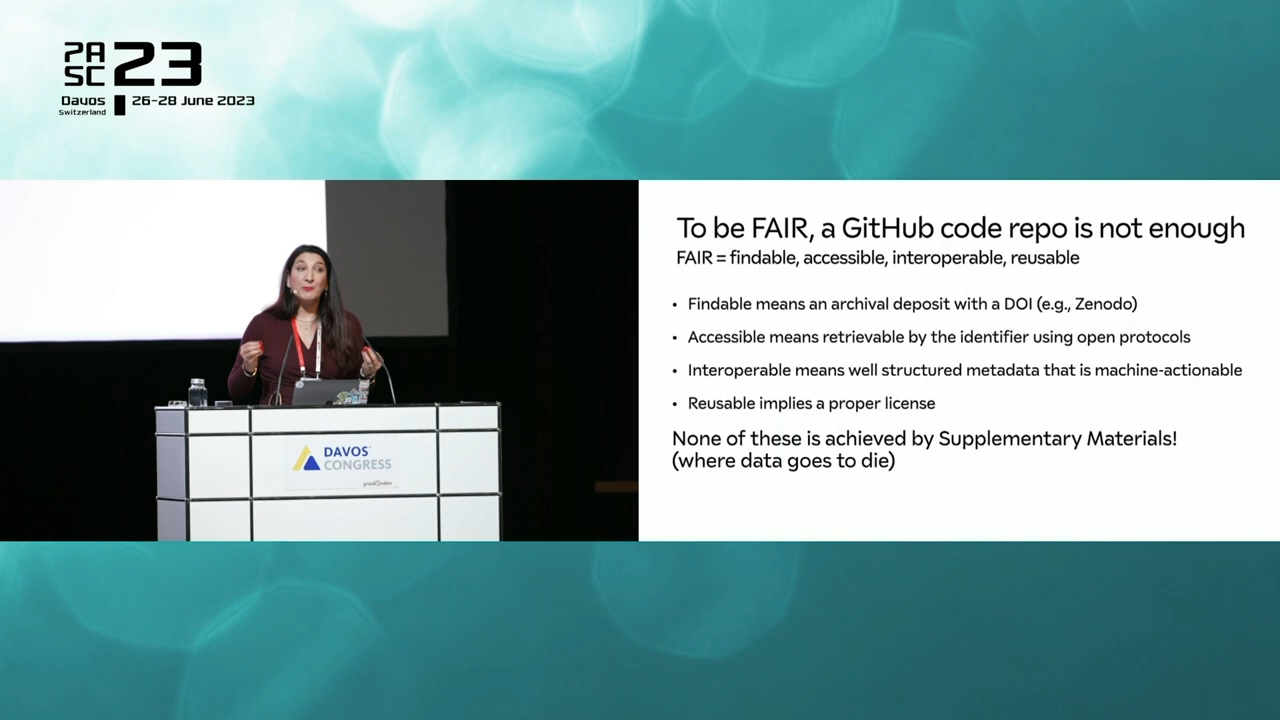 PASC23
Davos
Switzerland
26-28 June 2023
DAVOS
CONGRESS
To be FAIR, a GitHub code repo is not enough
FAIR = findable, accessible, interoperable, reusable
• Findable means an archival deposit with a DOI (e.g., Zenodo)
• Accessible means retrievable by the identifier using open protocols
• Interoperable means well structured metadata that is machine-actionable
• Reusable implies a proper license
None of these is achieved by Supplementary Materials!
(where data goes to die)